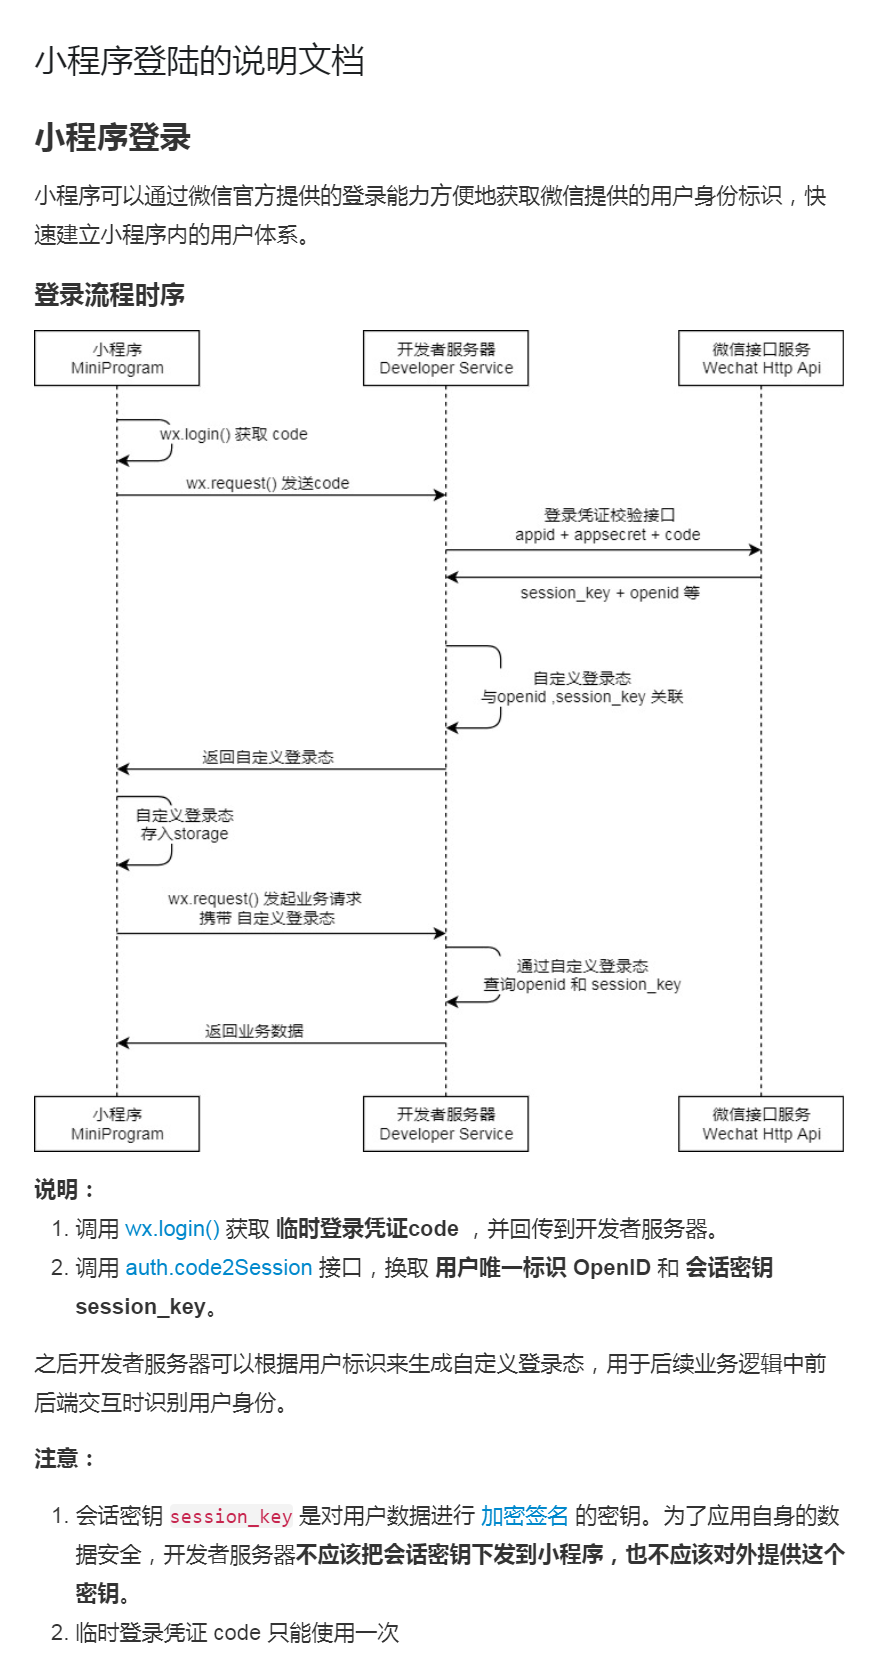 小程序登陆的说明文档
小程序登录
小程序可以通过微信官方提供的登录能力方便地获取微信提供的用户身份标识，快
速建立小程序内的用户体系。
登录流程时序
小程序
MiniProgram
开发者服务器
Developer Service
微信接口服务
Wechat Http Api
wx.login() 获取 code
wx.request() 发送code
登录凭证校验接口
appid + appsecret + code
session_key + openid 等
自定义登录态
与openid ,session_key 关联
返回自定义登录态
自定义登录态
存入storage
wx.request() 发起业务请求
携带 自定义登录态
通过自定义登录态
查询openid 和 session_key
返回业务数据
小程序
MiniProgram
开发者服务器
Developer Service
微信接口服务
Wechat Http Api
说明：
1. 调用 wx.login() 获取 临时登录凭证code ，并回传到开发者服务器。
2. 调用 auth.code2Session 接口，换取 用户唯一标识 OpenID 和 会话密钥
session_key。
之后开发者服务器可以根据用户标识来生成自定义登录态，用于后续业务逻辑中前
后端交互时识别用户身份。
注意：
1. 会话密钥 session_key 是对用户数据进行 加密签名 的密钥。为了应用自身的数
据安全，开发者服务器不应该把会话密钥下发到小程序，也不应该对外提供这个
密钥。
2. 临时登录凭证 code 只能使用一次